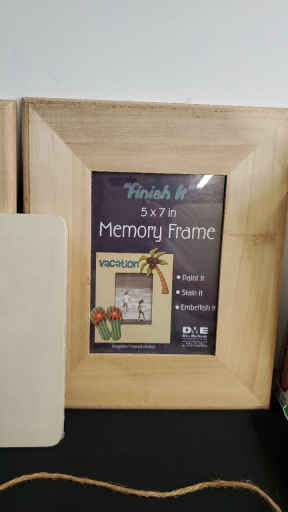 "Finish It"
5 x 7 in
Memory Frame
VACATION
• Paint it
• Stain it
• Embellish it